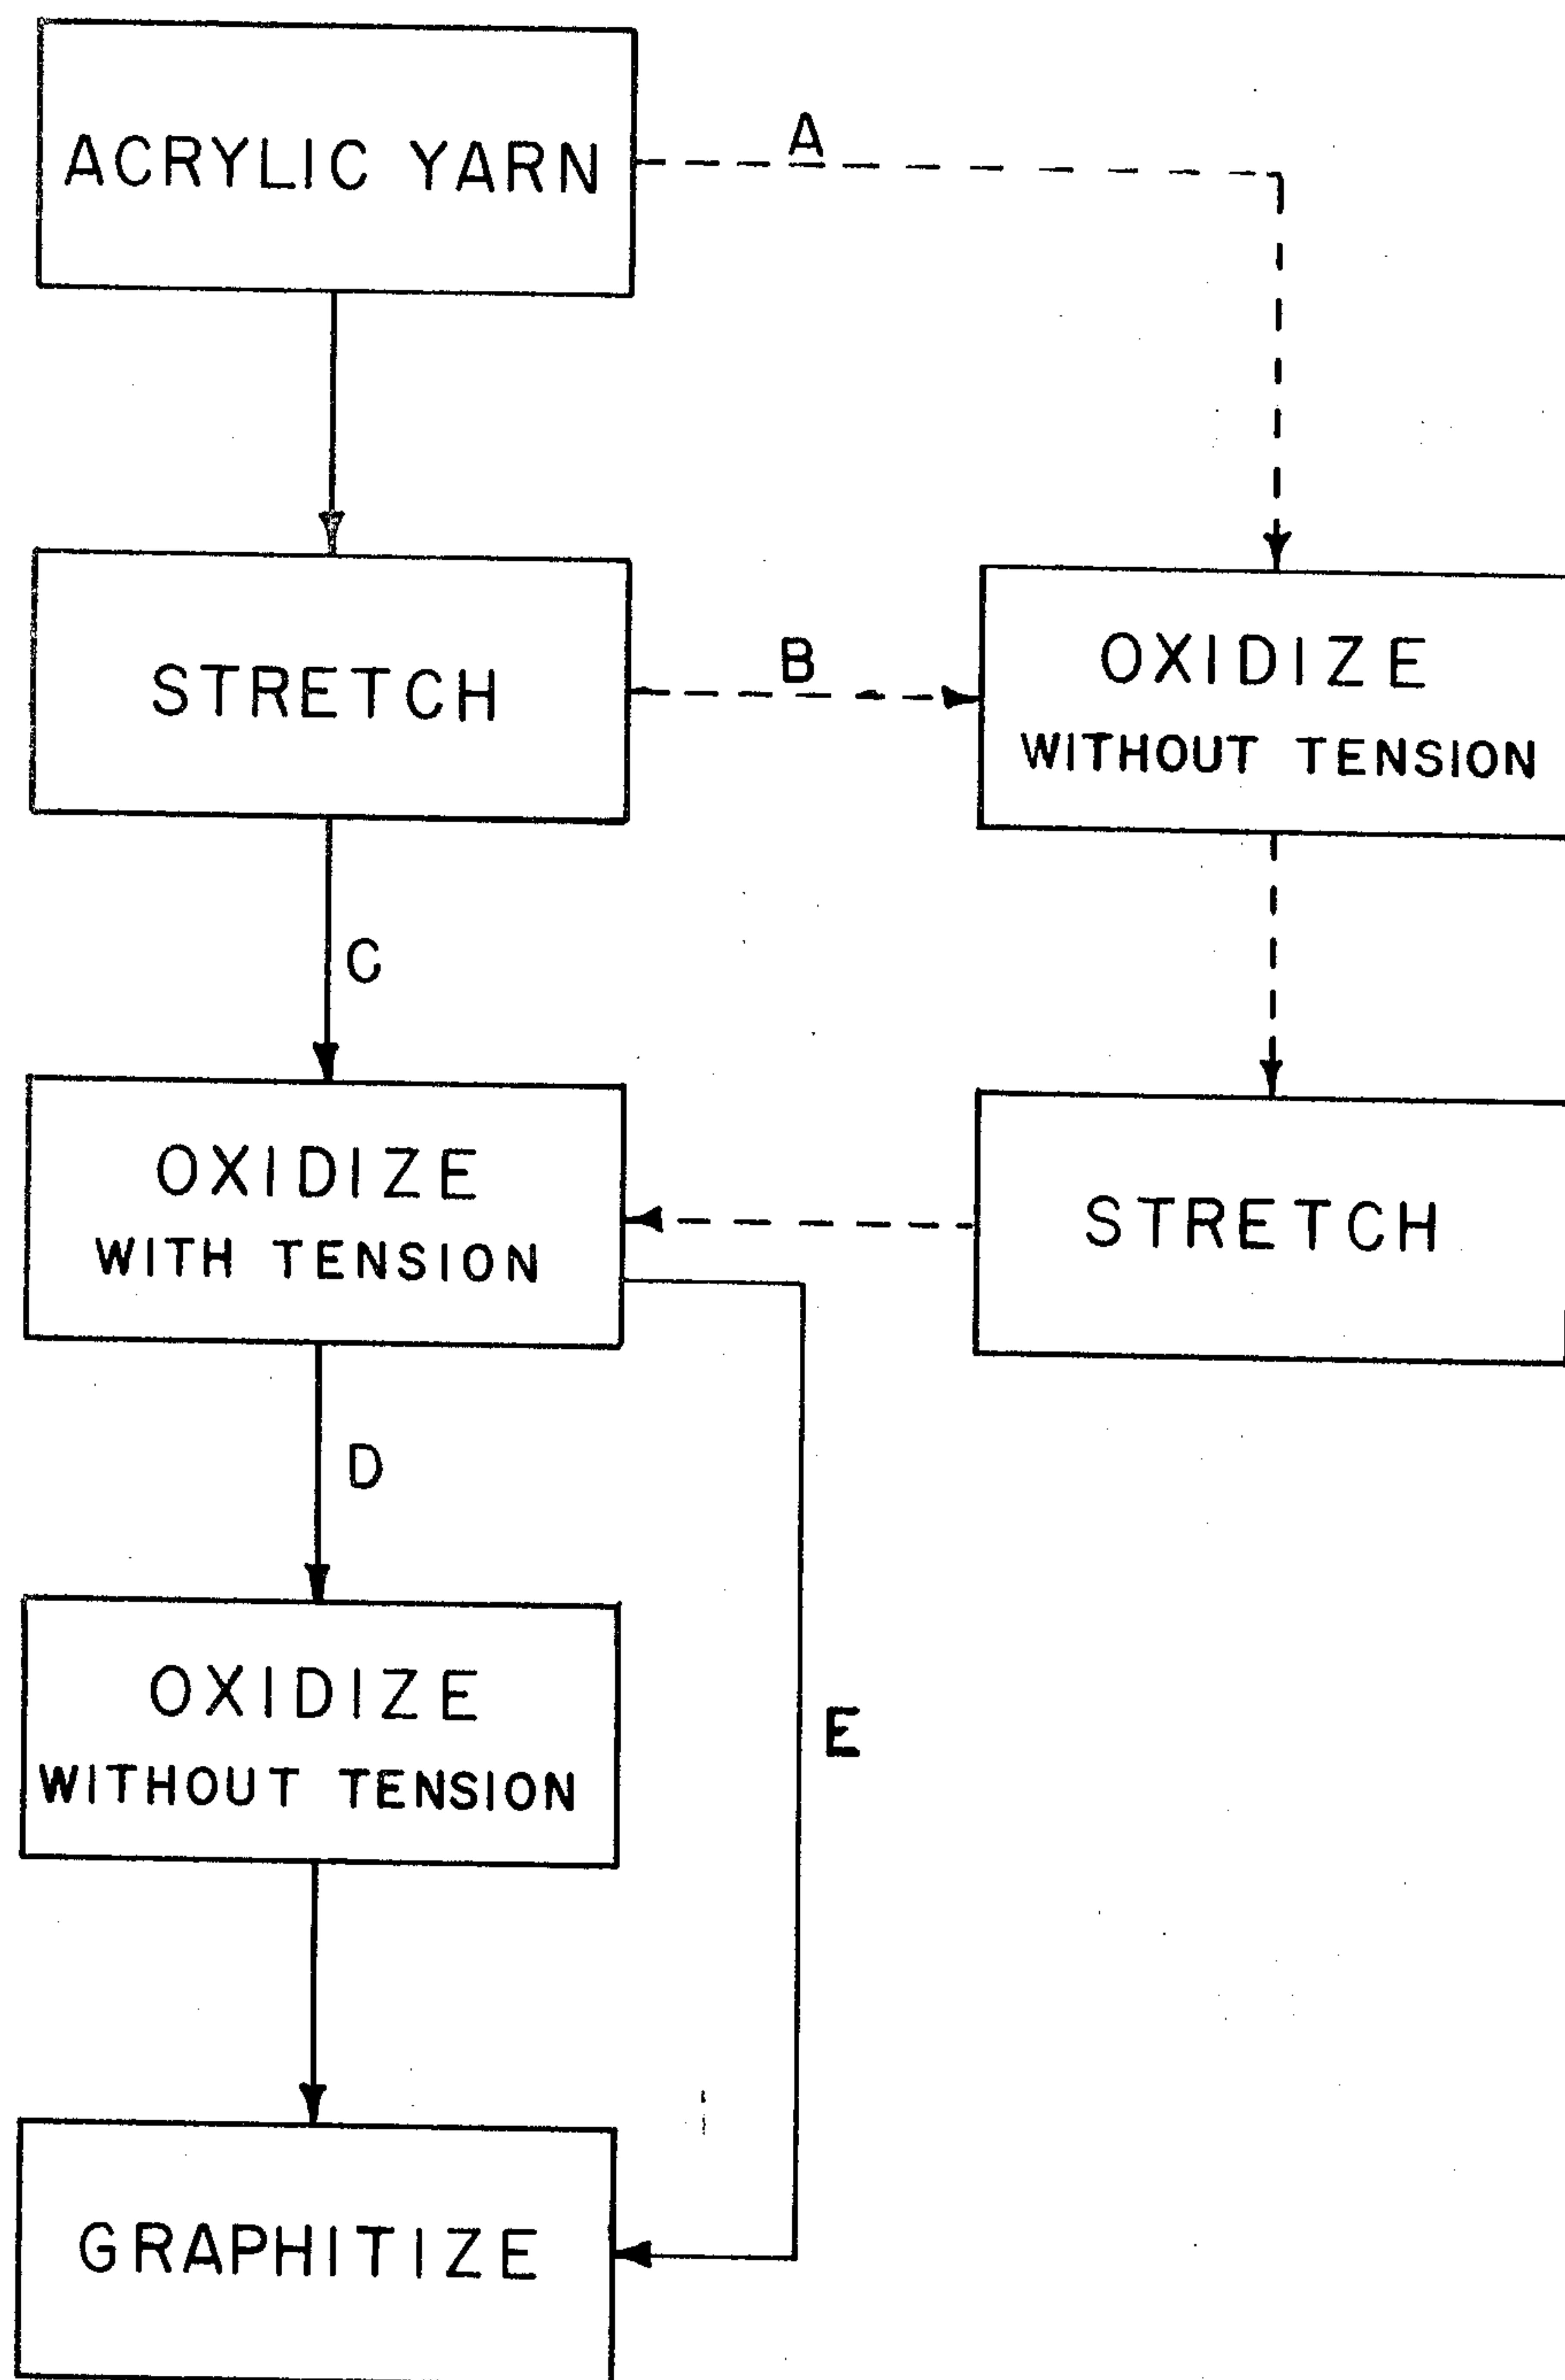 ACRYLIC YARN
A
STRETCH
B
OXIDIZE
WITHOUT TENSION
C
OXIDIZE
WITH TENSION
STRETCH
D
OXIDIZE
WITHOUT TENSION
E
GRAPHITIZE